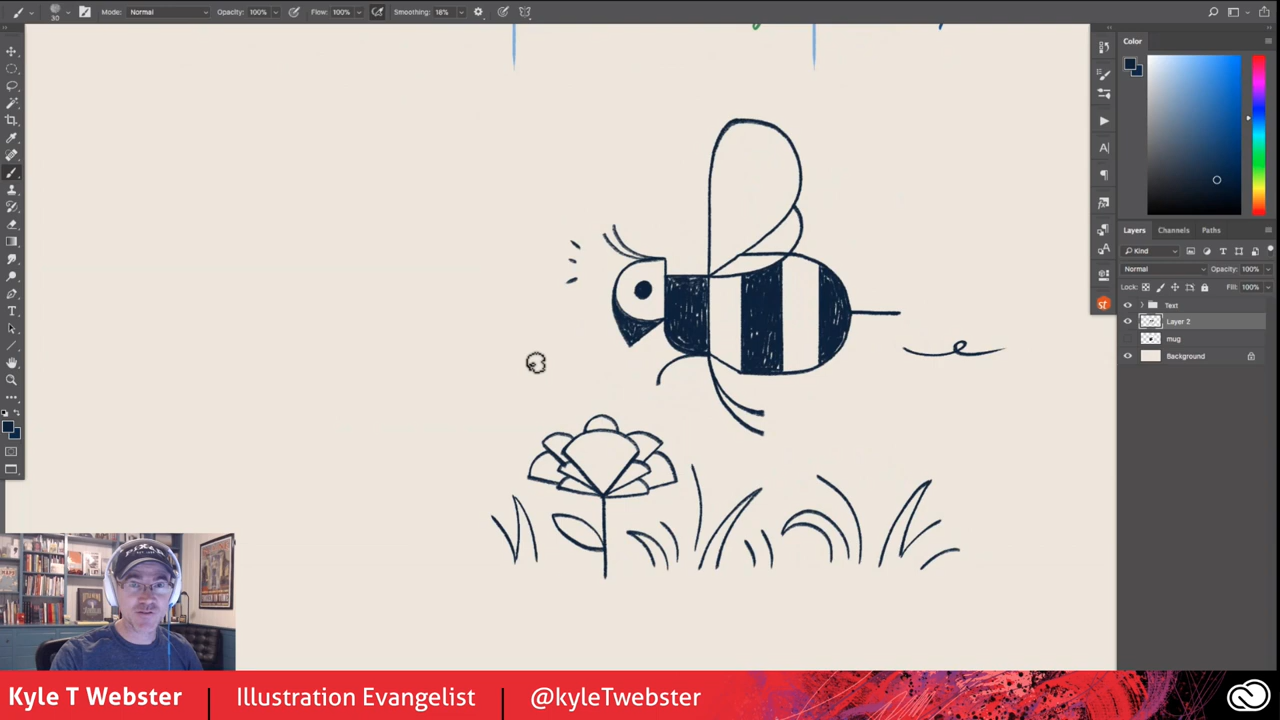 Mode: Normal Opacity: 100% Flow: 100% Smoothing: 18%
30
Color
Layers Channels Paths
Kind
Normal Opacity: 100%
Lock: Fill: 100%
Text
Layer 2
mug
Background
Kyle T Webster | Illustration Evangelist | @kyleTwebster